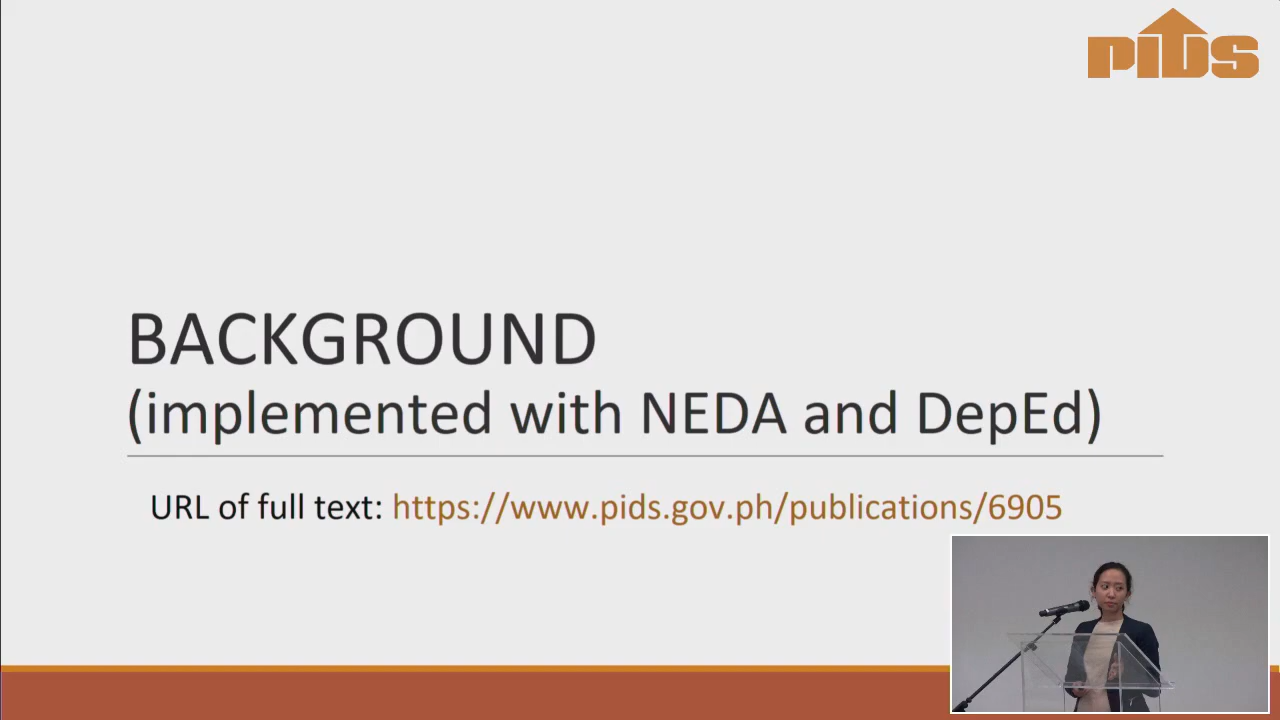 PIDS
BACKGROUND
(implemented with NEDA and DepEd)
URL of full text: https://www.pids.gov.ph/publications/6905